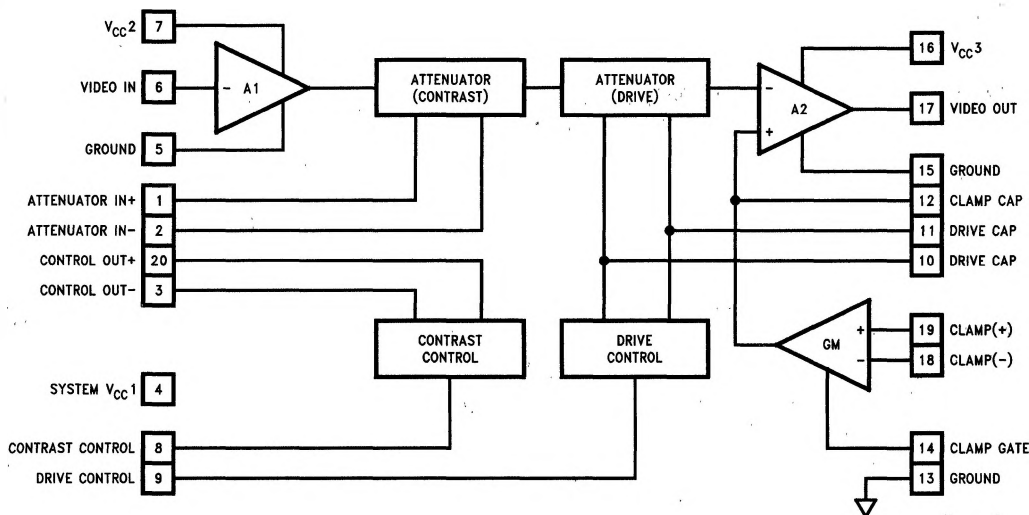 VCC2 7
VIDEO IN 6
GROUND 5
ATTENUATOR IN+ 1
ATTENUATOR IN- 2
CONTROL OUT+ 20
CONTROL OUT- 3
SYSTEM VCC1 4
CONTRAST CONTROL 8
DRIVE CONTROL 9
- A1
ATTENUATOR
(CONTRAST)
ATTENUATOR
(DRIVE)
-
A2
+
CONTRAST
CONTROL
DRIVE
CONTROL
GM
+
-
16 VCC3
17 VIDEO OUT
15 GROUND
12 CLAMP CAP
11 DRIVE CAP
10 DRIVE CAP
19 CLAMP(+)
18 CLAMP(-)
14 CLAMP GATE
13 GROUND